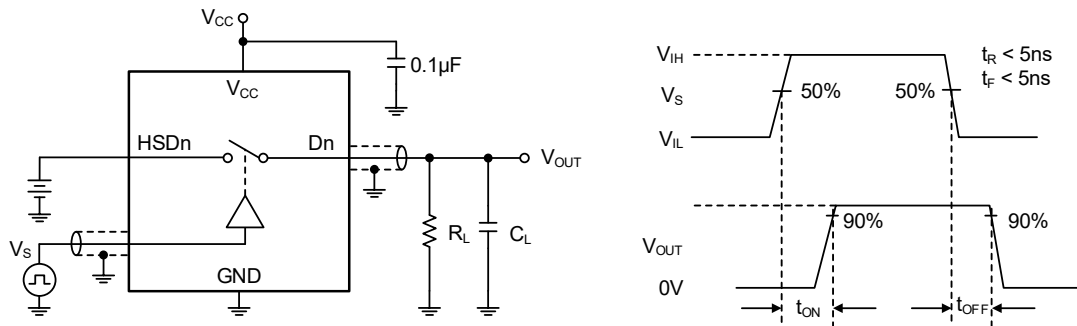 VCC
0.1µF
VCC
HSDn
Dn
VOUT
RL
CL
VS
GND
VIH
tR < 5ns
tF < 5ns
VS
50%
50%
VIL
90%
90%
VOUT
0V
tON
tOFF